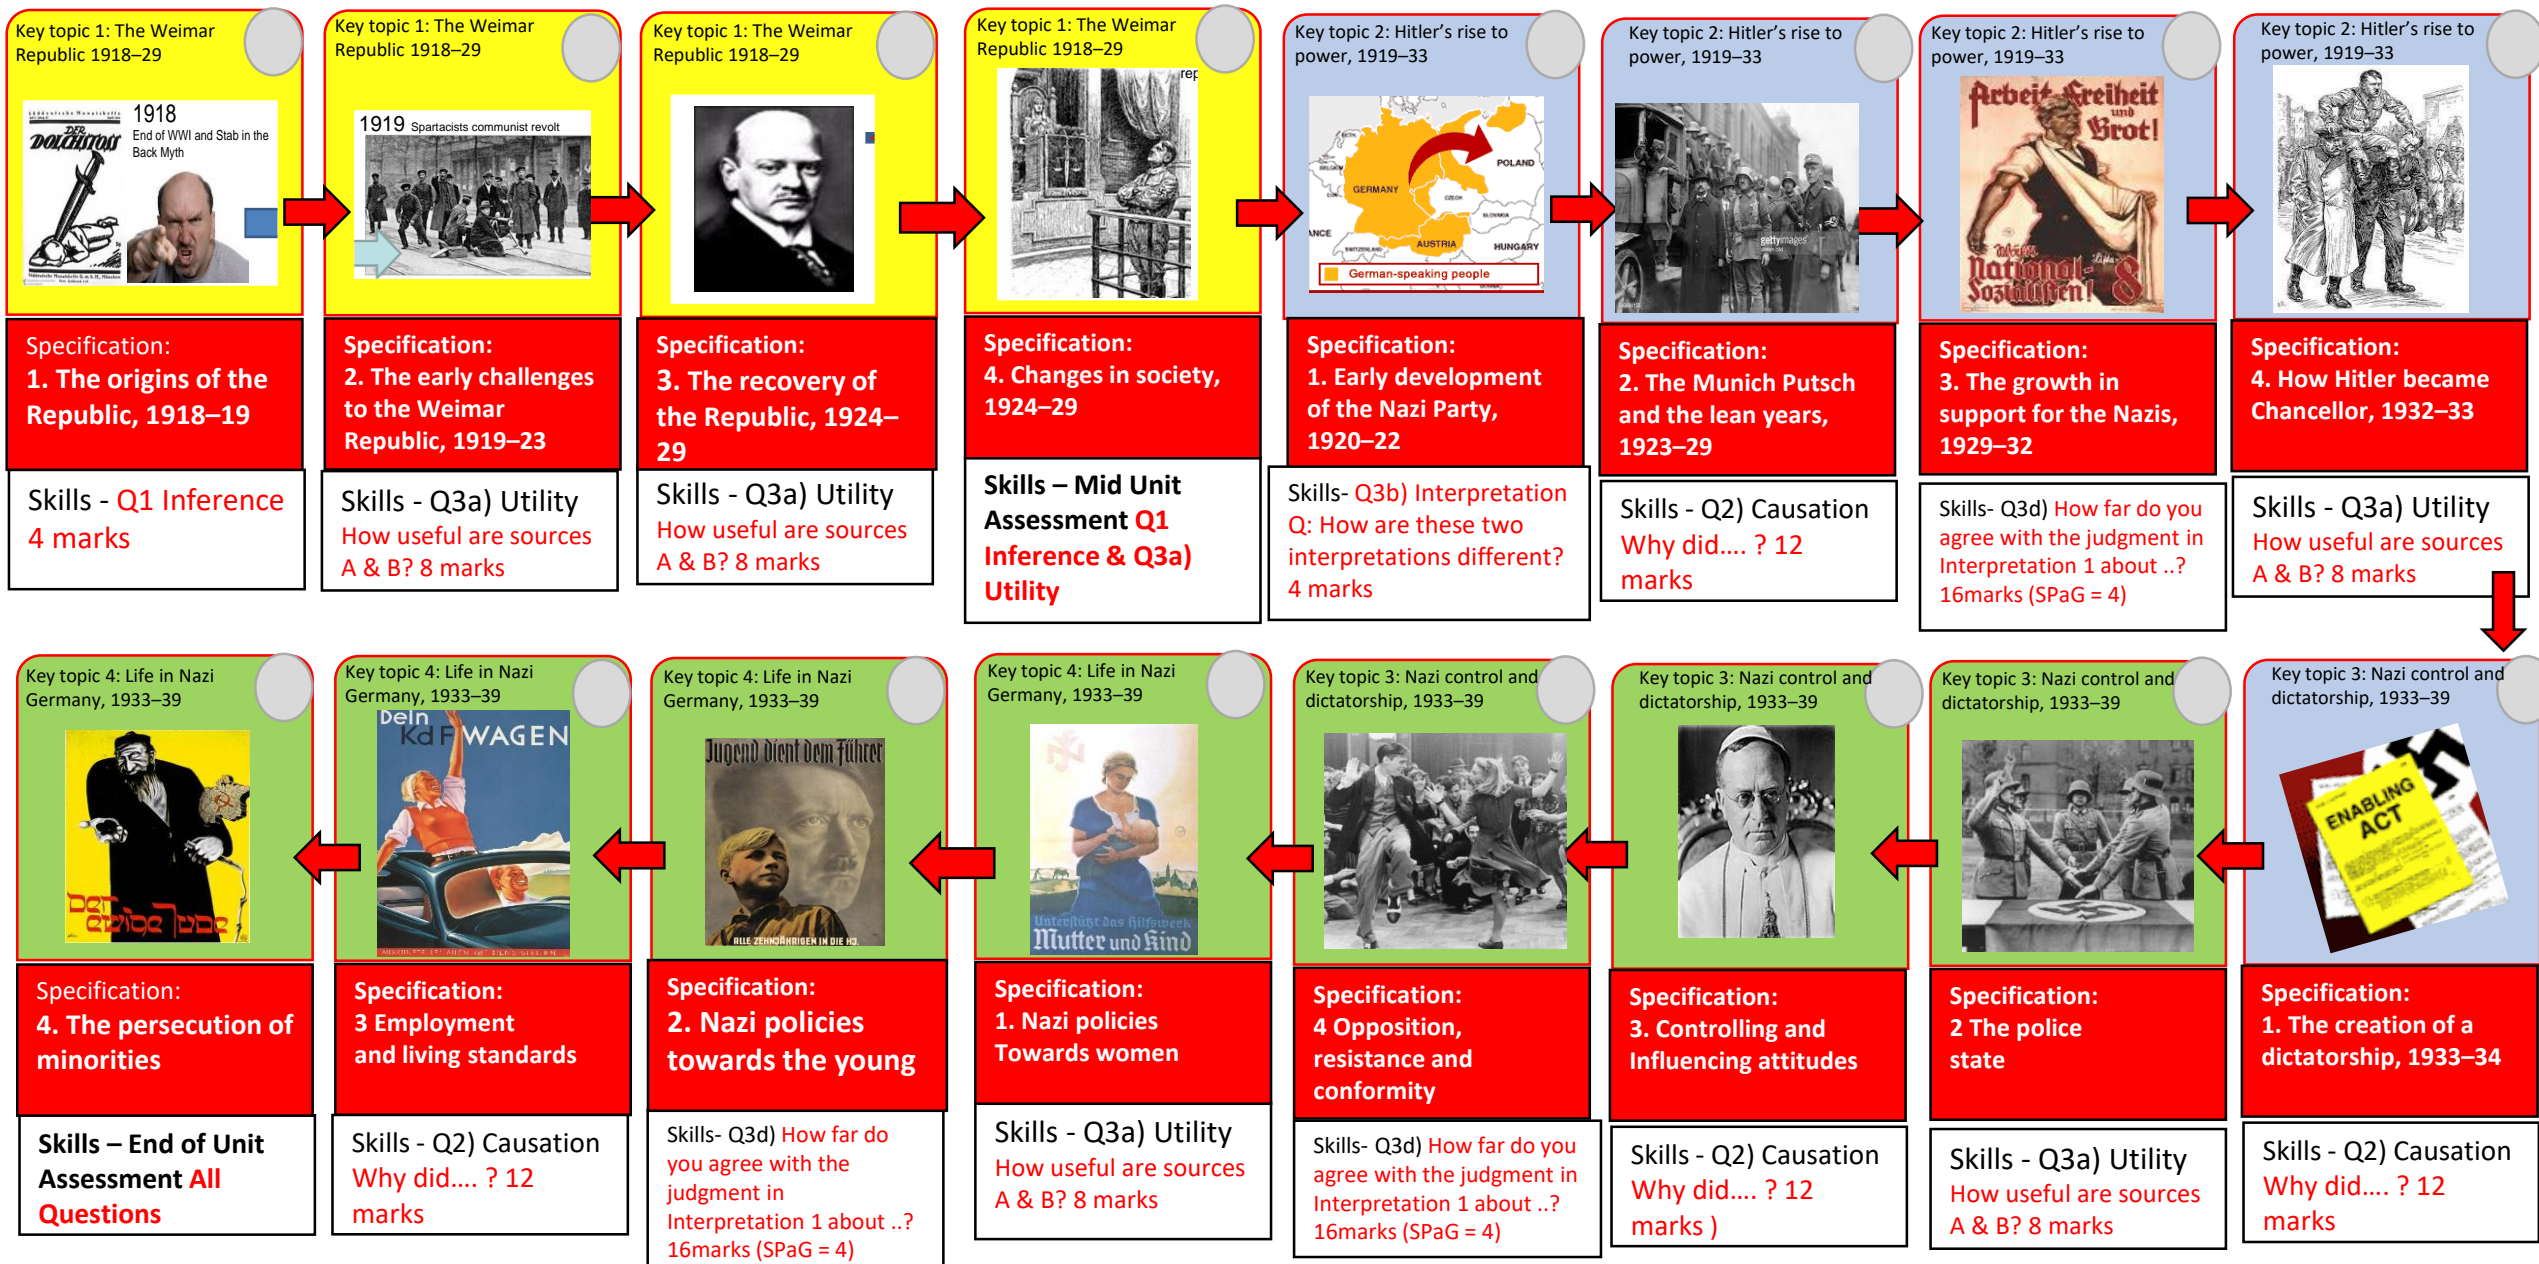 Key topic 1: The Weimar
Republic 1918–29
Süddeutsche Monatshefte
DER
DOLCHSTOSS
1918
End of WWI and Stab in the
Back Myth
Specification:
1. The origins of the
Republic, 1918–19
Skills - Q1 Inference
4 marks
Key topic 1: The Weimar
Republic 1918–29
1919 Spartacists communist revolt
Specification:
2. The early challenges
to the Weimar
Republic, 1919–23
Skills - Q3a) Utility
How useful are sources
A & B? 8 marks
Key topic 1: The Weimar
Republic 1918–29
Specification:
3. The recovery of
the Republic, 1924–
29
Skills - Q3a) Utility
How useful are sources
A & B? 8 marks
Key topic 1: The Weimar
Republic 1918–29
rep
Specification:
4. Changes in society,
1924–29
Skills – Mid Unit
Assessment Q1
Inference & Q3a)
Utility
Key topic 2: Hitler's rise to
power, 1919–33
POLAND
GERMANY
CZECH
SLOVAKIA
ANCE
SWITZERLAND
AUSTRIA
HUNGARY
German-speaking people
Specification:
1. Early development
of the Nazi Party,
1920–22
Skills- Q3b) Interpretation
Q: How are these two
interpretations different?
4 marks
Key topic 2: Hitler's rise to
power, 1919–33
gettyimages
Specification:
2. The Munich Putsch
and the lean years,
1923–29
Skills - Q2) Causation
Why did.... ? 12
marks
Key topic 2: Hitler's rise to
power, 1919–33
Arbeit Freiheit
und
Brot!
National-
Sozialisten! 8
Specification:
3. The growth in
support for the Nazis,
1929–32
Skills- Q3d) How far do you
agree with the judgment in
Interpretation 1 about ..?
16marks (SPaG = 4)
Key topic 2: Hitler's rise to
power, 1919–33
Specification:
4. How Hitler became
Chancellor, 1932–33
Skills - Q3a) Utility
How useful are sources
A & B? 8 marks
Key topic 4: Life in Nazi
Germany, 1933–39
Der
ewige Jude
Specification:
4. The persecution of
minorities
Skills – End of Unit
Assessment All
Questions
Key topic 4: Life in Nazi
Germany, 1933–39
Dein
KdF WAGEN
Specification:
3 Employment
and living standards
Skills - Q2) Causation
Why did.... ? 12
marks
Key topic 4: Life in Nazi
Germany, 1933–39
Jugend dient dem Führer
ALLE ZEHNJÄHRIGEN IN DIE HJ.
Specification:
2. Nazi policies
towards the young
Skills- Q3d) How far do
you agree with the
judgment in
Interpretation 1 about ..?
16marks (SPaG = 4)
Key topic 4: Life in Nazi
Germany, 1933–39
Unterstützt das Hilfswerk
Mutter und Kind
Specification:
1. Nazi policies
Towards women
Skills - Q3a) Utility
How useful are sources
A & B? 8 marks
Key topic 3: Nazi control and
dictatorship, 1933–39
Specification:
4 Opposition,
resistance and
conformity
Skills- Q3d) How far do you
agree with the judgment in
Interpretation 1 about ..?
16marks (SPaG = 4)
Key topic 3: Nazi control and
dictatorship, 1933–39
Specification:
3. Controlling and
Influencing attitudes
Skills - Q2) Causation
Why did.... ? 12
marks )
Key topic 3: Nazi control and
dictatorship, 1933–39
Specification:
2 The police
state
Skills - Q3a) Utility
How useful are sources
A & B? 8 marks
Key topic 3: Nazi control and
dictatorship, 1933–39
ENABLING
ACT
Specification:
1. The creation of a
dictatorship, 1933–34
Skills - Q2) Causation
Why did.... ? 12
marks